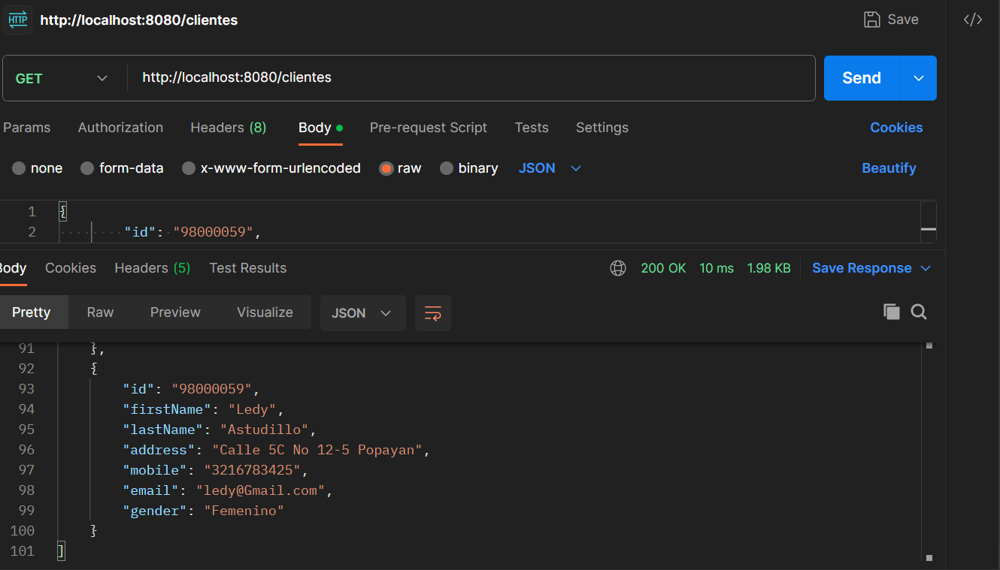 HTTP http://localhost:8080/clientes Save </>
GET http://localhost:8080/clientes Send
Params Authorization Headers (8) Body Pre-request Script Tests Settings Cookies
none form-data x-www-form-urlencoded raw binary JSON Beautify
1 {
2 "id": "98000059",
Body Cookies Headers (5) Test Results 200 OK 10 ms 1.98 KB Save Response
Pretty Raw Preview Visualize JSON
91 },
92 {
93 "id": "98000059",
94 "firstName": "Ledy",
95 "lastName": "Astudillo",
96 "address": "Calle 5C No 12-5 Popayan",
97 "mobile": "3216783425",
98 "email": "ledy@Gmail.com",
99 "gender": "Femenino"
100 }
101 ]